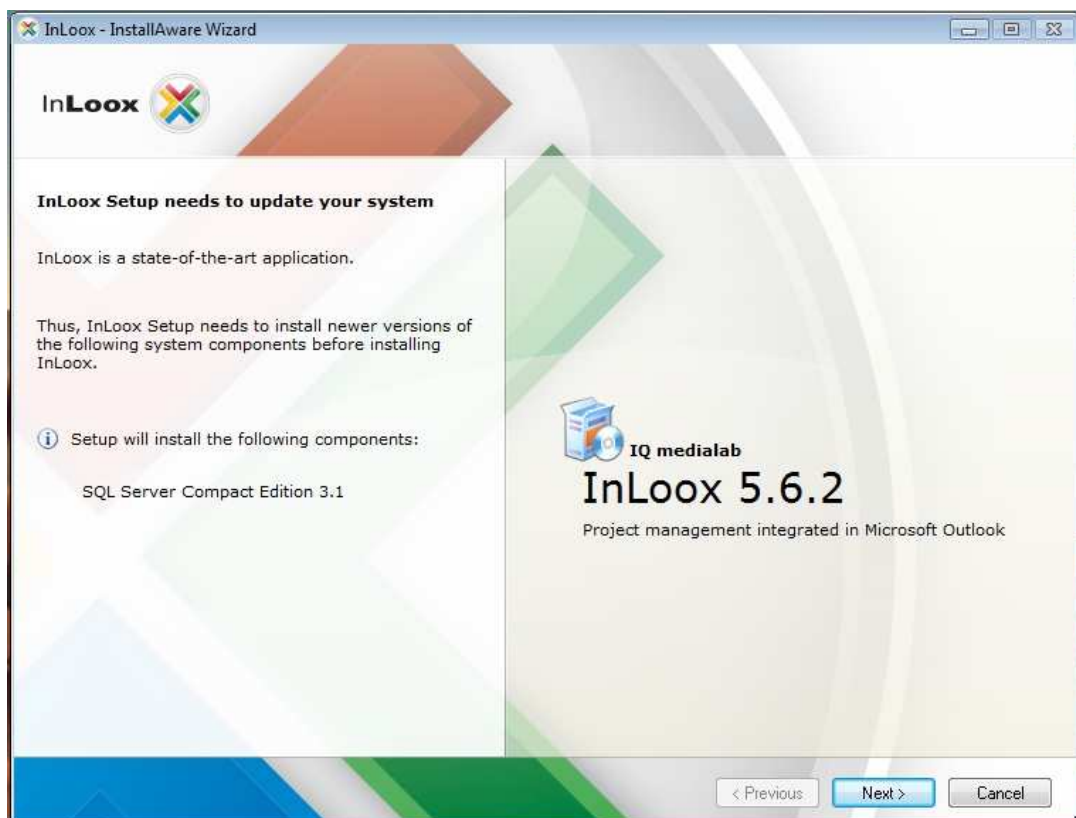 InLoox - InstallAware Wizard
InLoox
InLoox Setup needs to update your system
InLoox is a state-of-the-art application.
Thus, InLoox Setup needs to install newer versions of
the following system components before installing
InLoox.
Setup will install the following components:
SQL Server Compact Edition 3.1
IQ medialab
InLoox 5.6.2
Project management integrated in Microsoft Outlook
< Previous
Next >
Cancel